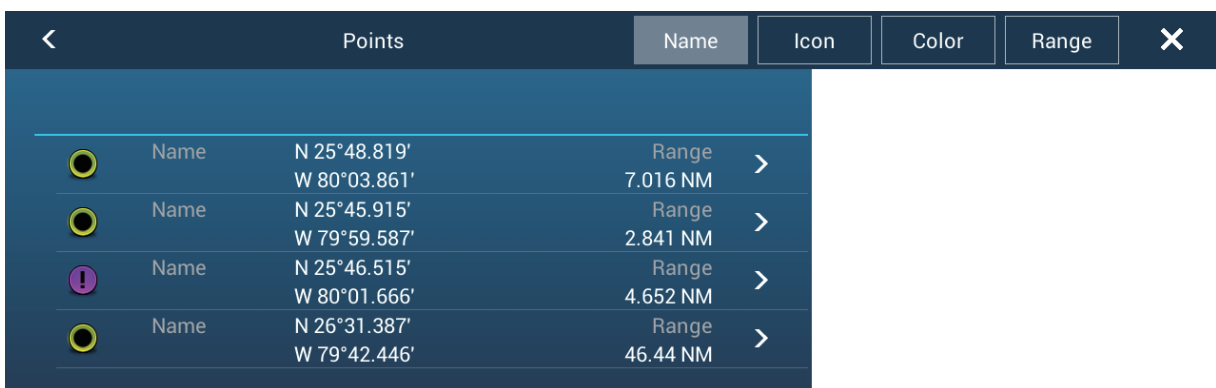 Points Name Icon Color Range
Name N 25°48.819' Range
W 80°03.861' 7.016 NM
Name N 25°45.915' Range
W 79°59.587' 2.841 NM
Name N 25°46.515' Range
W 80°01.666' 4.652 NM
Name N 26°31.387' Range
W 79°42.446' 46.44 NM